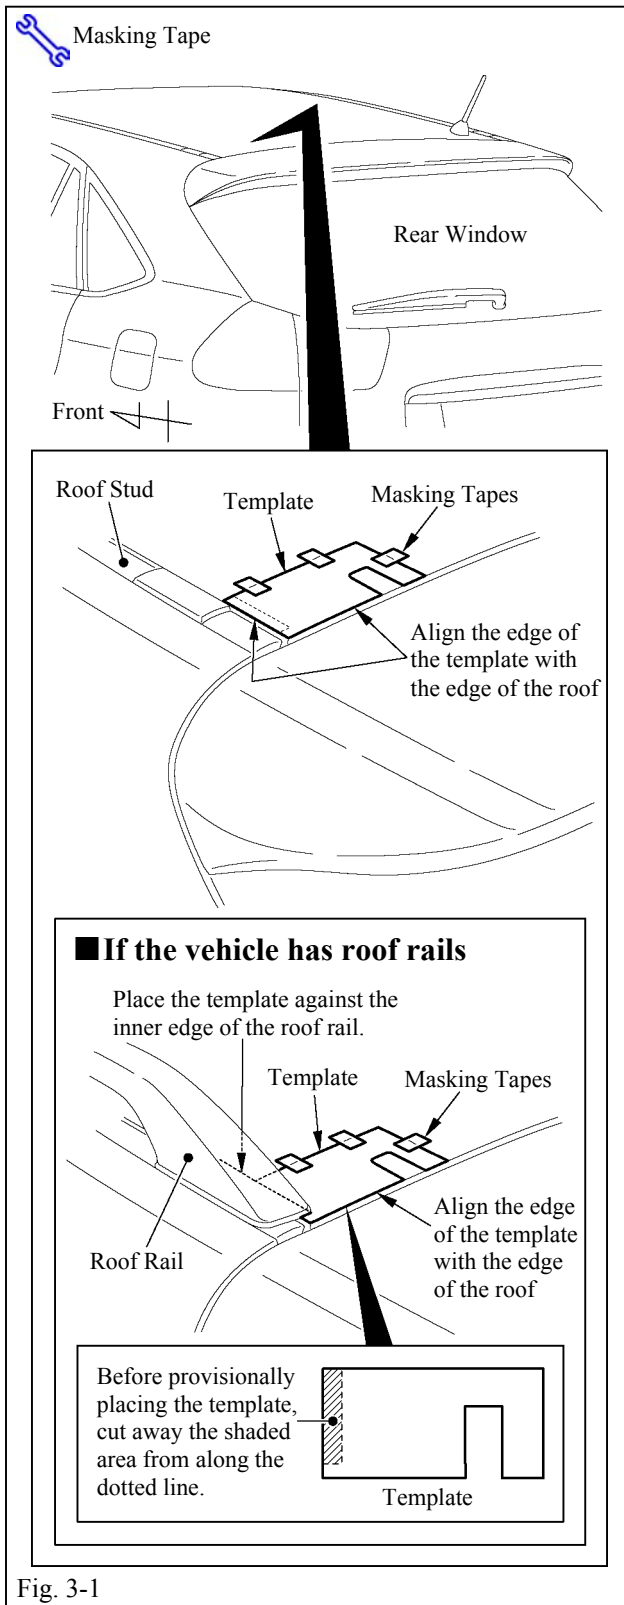 Masking Tape
Rear Window
Front
Roof Stud
Template
Masking Tapes
Align the edge of
the template with
the edge of the roof
■If the vehicle has roof rails
Place the template against the
inner edge of the roof rail.
Template
Masking Tapes
Align the edge
of the template
with the edge
of the roof
Roof Rail
Before provisionally
placing the template,
cut away the shaded
area from along the
dotted line.
Template
Fig. 3-1